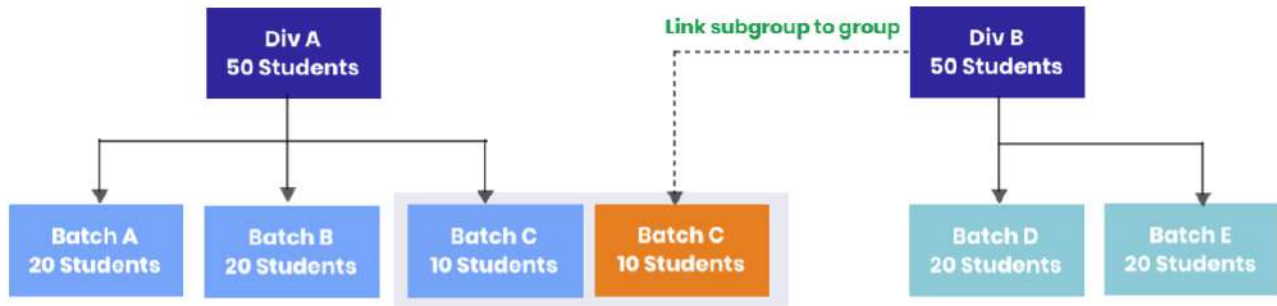 Div A
50 Students
Link subgroup to group
Div B
50 Students
Batch A
20 Students
Batch B
20 Students
Batch C
10 Students
Batch C
10 Students
Batch D
20 Students
Batch E
20 Students